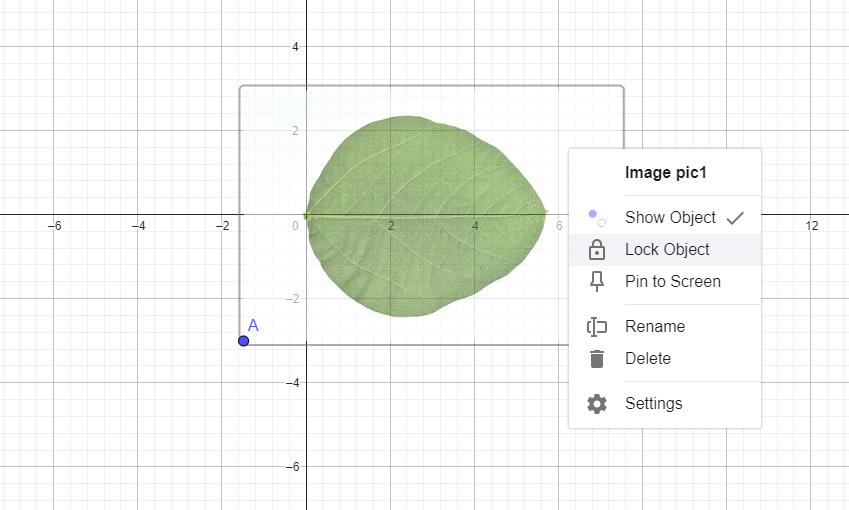 4
2
Image pic1
−6
−4
−2
0
2
4
6
12
Show Object
Lock Object
Pin to Screen
−2
A
Rename
Delete
−4
Settings
−6